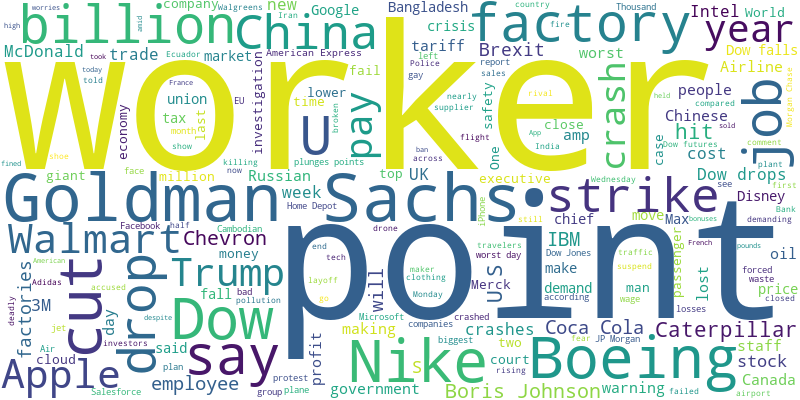 worries
high
billion
company
Walgreens
amid
Iran
Google
new
Bangladesh
country
fire
Thousand
Intel
World
China
factory
year
American Express
crisis
left
Police
gay
report
sales
McDonald
trade
market
tariff
Brexit
worst
Dow falls
Airline
took
today
told
Ecuador
France
worker
investigation
fail
lower
time
union
EU
tax
last
month
show
economy
U
pay
broken
nearly
supplier
safety
rival
close
amp
crash
people
Chinese
hit
held
compared
job
Morgan Chase
fined
shoe
giant
million
face
killing
now
plunges points
Russian
week
top
UK
flight
ban
across
One
App
India
executive
Wednesday
case
cost
Dow futures
sold
comment
plant
Dow drops
first
Goldman Sachs
Home Depot
Cambodian
drone
iPhone
still
strike
chief
move
Max
see
Disney
Bank
bonuses
demanding
Walmart
Facebook
half
Chevron
money
end
tech
point
travelers
worst day
Dow Jones
IBM
make
according
passenger
traffic
suspend
French
pounds
oil
forced
waste
closed
cut
drop
Trump
fall
bad
pollution
layoff
go
will
maker
clothing
Monday
US
Merck
demand
man
wage
lost
losses
price
American
Adidas
accused
3M
factories
deadly
day
Dow
Microsoft
companies
crashed
crashes
Coca Cola
Caterpillar
jet
despite
making
biggest
two
fear
JP Morgan
staff
Air
cloud
investors
said
say
profit
Nike
S
court
rising
Boeing
stock
Apple
plan
employee
Salesforce
group
plane
protest
government
Boris Johnson
warning
failed
Canada
airport